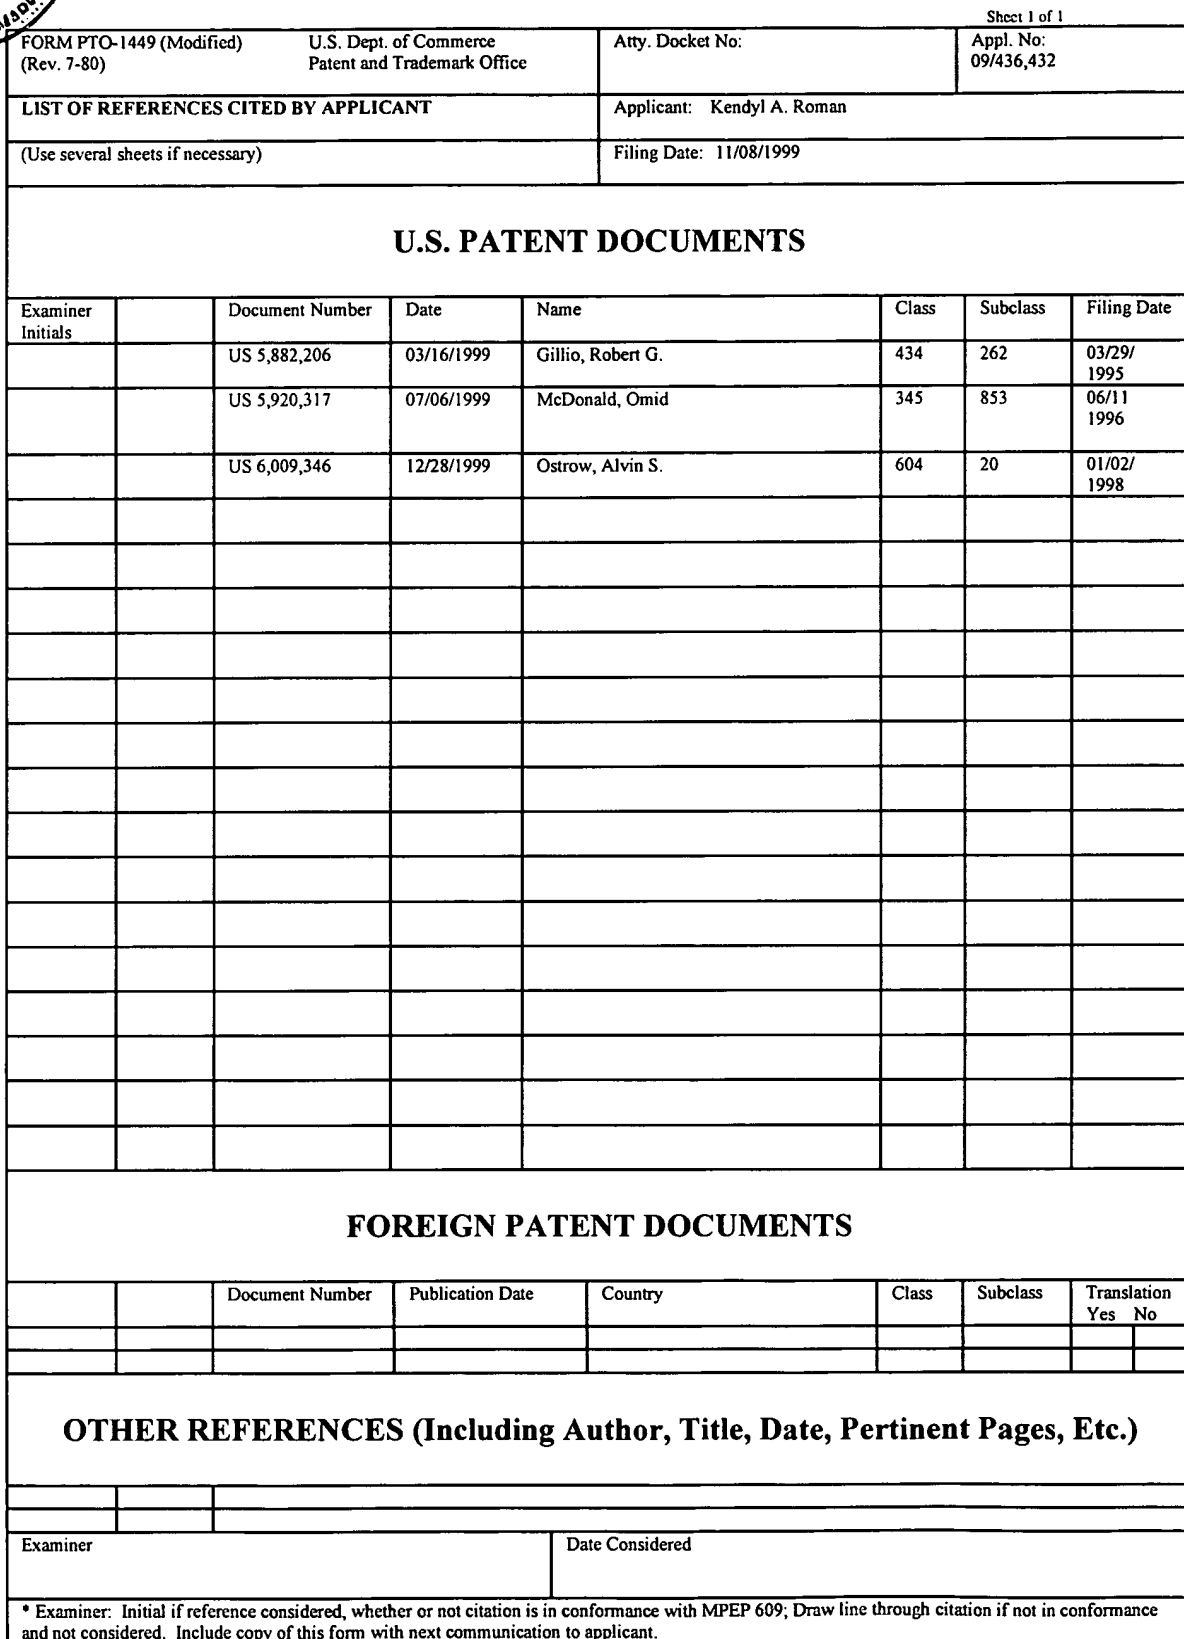 Sheet 1 of 1
FORM PTO-1449 (Modified) U.S. Dept. of Commerce Atty. Docket No: Appl. No:
(Rev. 7-80) Patent and Trademark Office 09/436,432
LIST OF REFERENCES CITED BY APPLICANT Applicant: Kendyl A. Roman
(Use several sheets if necessary) Filing Date: 11/08/1999
U.S. PATENT DOCUMENTS
Examiner Document Number Date Name Class Subclass Filing Date
Initials
US 5,882,206 03/16/1999 Gillio, Robert G. 434 262 03/29/
1995
US 5,920,317 07/06/1999 McDonald, Omid 345 853 06/11
1996
US 6,009,346 12/28/1999 Ostrow, Alvin S. 604 20 01/02/
1998
FOREIGN PATENT DOCUMENTS
Document Number Publication Date Country Class Subclass Translation
Yes No
OTHER REFERENCES (Including Author, Title, Date, Pertinent Pages, Etc.)
Examiner Date Considered
* Examiner: Initial if reference considered, whether or not citation is in conformance with MPEP 609; Draw line through citation if not in conformance
and not considered. Include copy of this form with next communication to applicant.